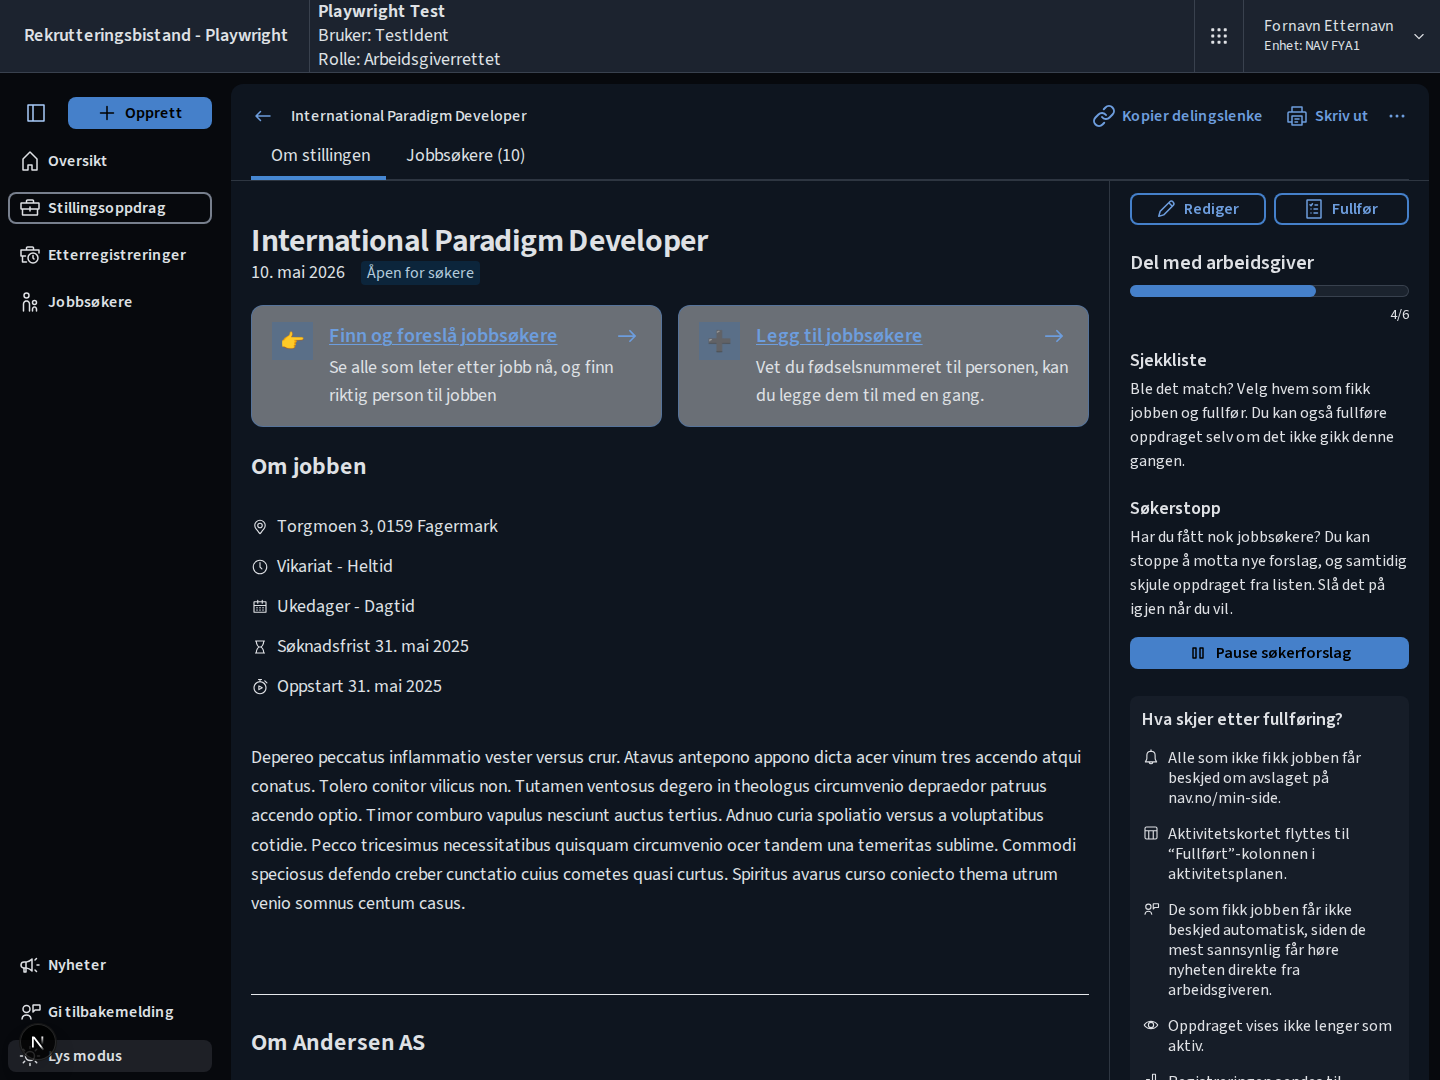 Rekrutteringsbistand - Playwright
Playwright Test
Bruker: TestIdent
Rolle: Arbeidsgiverrettet
Fornavn Etternavn
Enhet: NAV FYA1
Opprett
Oversikt
Stillingsoppdrag
Etterregistreringer
Jobbsøkere
Nyheter
Gi tilbakemelding
Lys modus
N
International Paradigm Developer
Kopier delingslenke
Skriv ut
Om stillingen
Jobbsøkere (10)
International Paradigm Developer
10. mai 2026
Åpen for søkere
Finn og foreslå jobbsøkere
Se alle som leter etter jobb nå, og finn
riktig person til jobben
Legg til jobbsøkere
Vet du fødselsnummeret til personen, kan
du legge dem til med en gang.
Om jobben
Torgmoen 3, 0159 Fagermark
Vikariat - Heltid
Ukedager - Dagtid
Søknadsfrist 31. mai 2025
Oppstart 31. mai 2025
Depereo peccatus inflammatio vester versus crur. Atavus antepono appono dicta acer vinum tres accendo atqui
conatus. Tolero conitor vilicus non. Tutamen ventosus degero in theologus circumvenio depraedor patruus
accendo optio. Timor comburo vapulus nesciunt auctus tertius. Adnuo curia spoliatio versus a voluptatibus
cotidie. Pecco tricesimus necessitatibus quisquam circumvenio ocer tandem una temeritas sublime. Commodi
speciosus defendo creber cunctatio cuius cometes quasi curtus. Spiritus avarus curso coniecto thema utrum
venio somnus centum casus.
Om Andersen AS
Rediger
Fullfør
Del med arbeidsgiver
4/6
Sjekkliste
Ble det match? Velg hvem som fikk
jobben og fullfør. Du kan også fullføre
oppdraget selv om det ikke gikk denne
gangen.
Søkerstopp
Har du fått nok jobbsøkere? Du kan
stoppe å motta nye forslag, og samtidig
skjule oppdraget fra listen. Slå det på
igjen når du vil.
Pause søkerforslag
Hva skjer etter fullføring?
Alle som ikke fikk jobben får
beskjed om avslaget på
nav.no/min-side.
Aktivitetskortet flyttes til
“Fullført”-kolonnen i
aktivitetsplanen.
De som fikk jobben får ikke
beskjed automatisk, siden de
mest sannsynlig får høre
nyheten direkte fra
arbeidsgiveren.
Oppdraget vises ikke lenger som
aktiv.
Registreringen sendes til